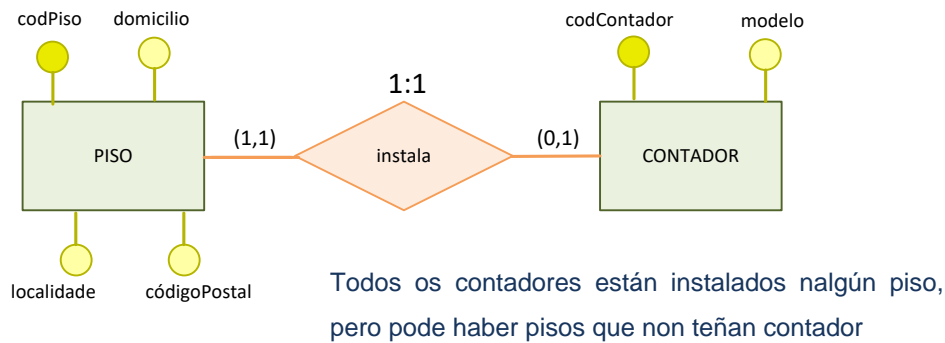 codPiso
domicilio
codContador
modelo
1:1
PISO
(1,1)
instala
(0,1)
CONTADOR
localidade
códigoPostal
Todos os contadores están instalados nalgún piso,
pero pode haber pisos que non teñan contador